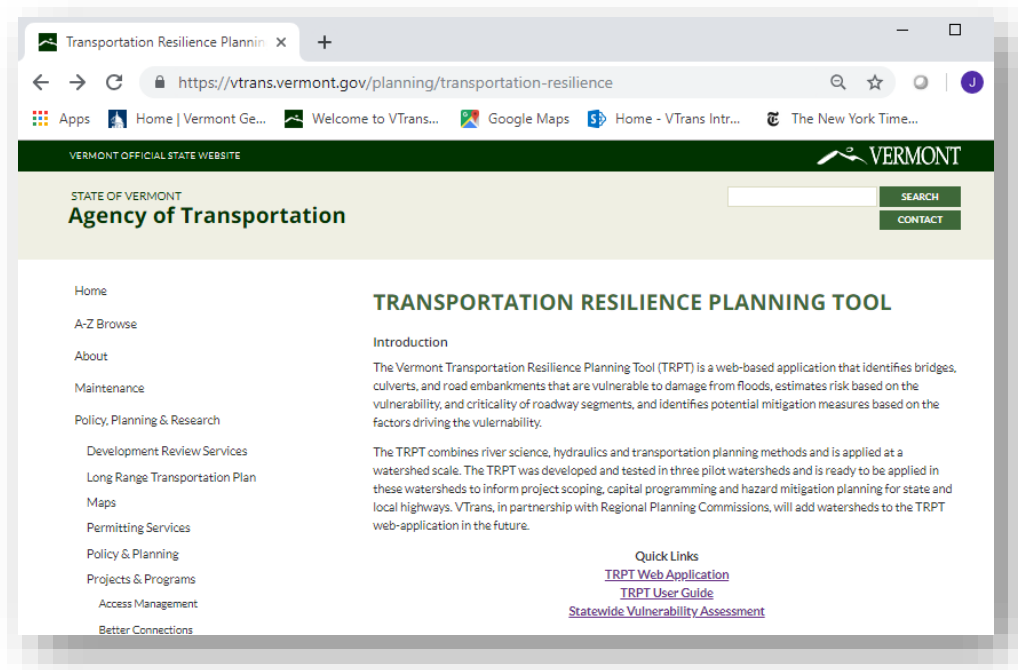 Transportation Resilience Plannin
https://vtrans.vermont.gov/planning/transportation-resilience
J
Apps Home | Vermont Ge... Welcome to VTrans... Google Maps Home - VTrans Intr... The New York Time...
VERMONT OFFICIAL STATE WEBSITE
VERMONT
STATE OF VERMONT
Agency of Transportation
SEARCH
CONTACT
Home
A-Z Browse
About
Maintenance
Policy, Planning & Research
Development Review Services
Long Range Transportation Plan
Maps
Permitting Services
Policy & Planning
Projects & Programs
Access Management
Better Connections
TRANSPORTATION RESILIENCE PLANNING TOOL
Introduction
The Vermont Transportation Resilience Planning Tool (TRPT) is a web-based application that identifies bridges,
culverts, and road embankments that are vulnerable to damage from floods, estimates risk based on the
vulnerability, and criticality of roadway segments, and identifies potential mitigation measures based on the
factors driving the vulernability.
The TRPT combines river science, hydraulics and transportation planning methods and is applied at a
watershed scale. The TRPT was developed and tested in three pilot watersheds and is ready to be applied in
these watersheds to inform project scoping, capital programming and hazard mitigation planning for state and
local highways. VTrans, in partnership with Regional Planning Commissions, will add watersheds to the TRPT
web-application in the future.
Quick Links
TRPT Web Application
TRPT User Guide
Statewide Vulnerability Assessment